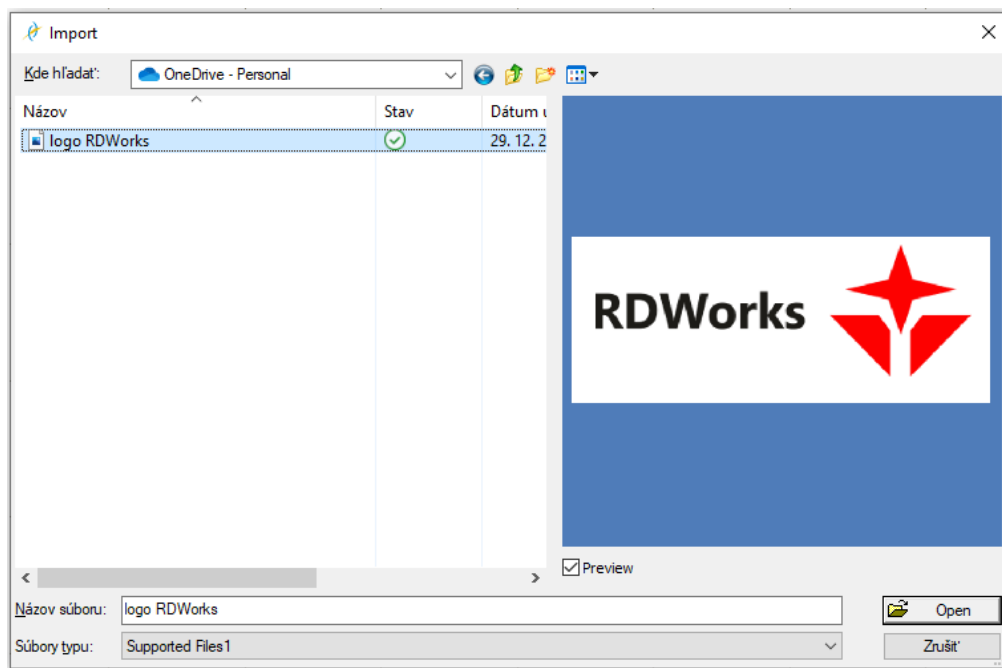 Import
Kde hľadať:
OneDrive - Personal
Názov
Stav
Dátum u
logo RDWorks
29. 12. 2
RDWorks
Preview
Názov súboru:
logo RDWorks
Open
Súbory typu:
Supported Files1
Zrušiť